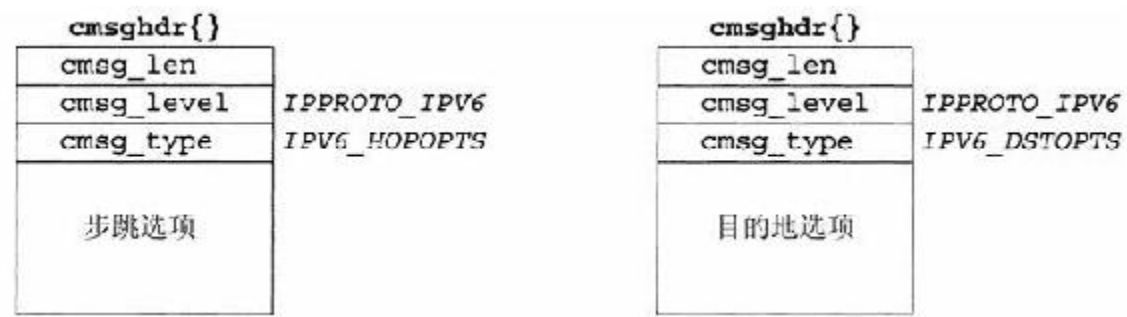 cmsghdr{}
cmsg_len
cmsg_level IPPROTO_IPV6
cmsg_type IPV6_HOPOPTS
步跳选项
cmsghdr{}
cmsg_len
cmsg_level IPPROTO_IPV6
cmsg_type IPV6_DSTOPTS
目的地选项